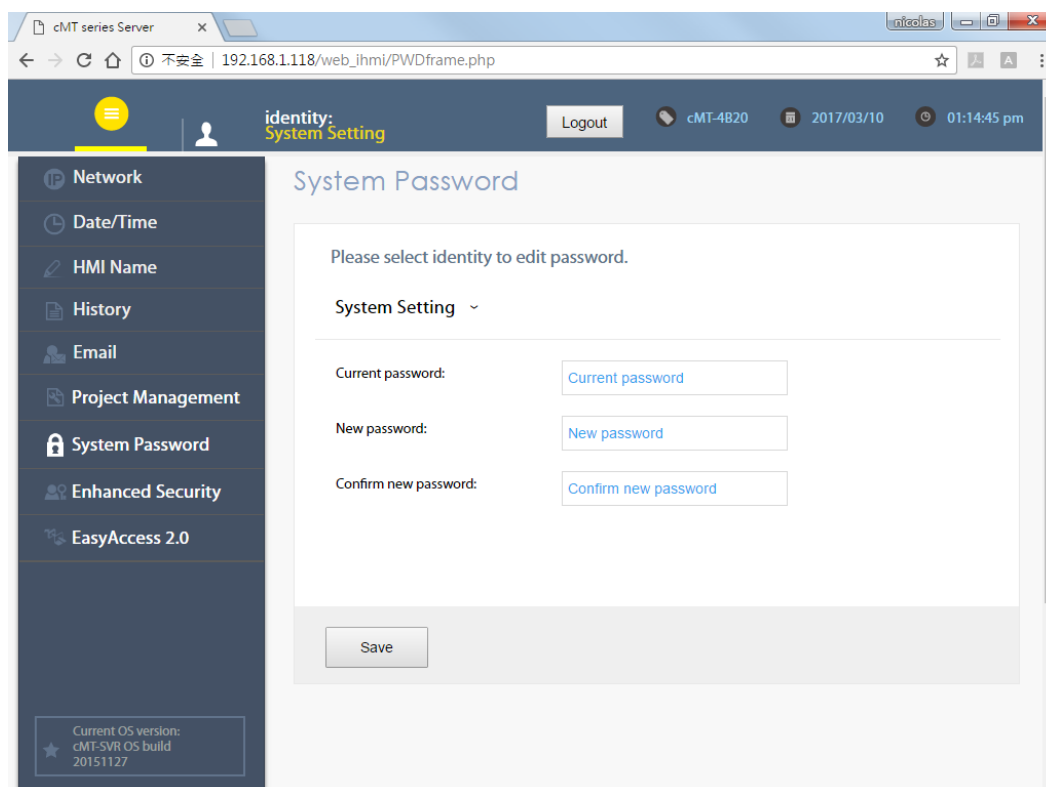 cMT series Server
nicolas
不安全 | 192.168.1.118/web_ihmi/PWDframe.php
identity:
System Setting
Logout
cMT-4B20
2017/03/10
01:14:45 pm
Network
Date/Time
HMI Name
History
Email
Project Management
System Password
Enhanced Security
EasyAccess 2.0
Current OS version:
cMT-SVR OS build
20151127
System Password
Please select identity to edit password.
System Setting
Current password:
Current password
New password:
New password
Confirm new password:
Confirm new password
Save